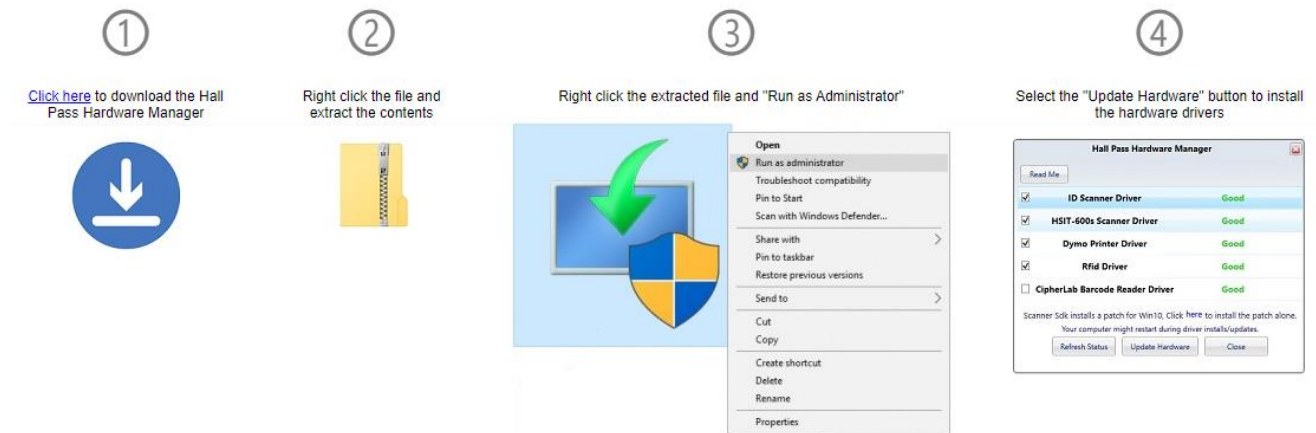 1
Click here to download the Hall
Pass Hardware Manager
2
Right click the file and
extract the contents
3
Right click the extracted file and "Run as Administrator"
Open
Run as administrator
Troubleshoot compatibility
Pin to Start
Scan with Windows Defender...
Share with
Pin to taskbar
Restore previous versions
Send to
Cut
Copy
Create shortcut
Delete
Rename
Properties
4
Select the "Update Hardware" button to install
the hardware drivers
Hall Pass Hardware Manager
Read Me
ID Scanner Driver Good
HSIT-600s Scanner Driver Good
Dymo Printer Driver Good
Rfid Driver Good
CipherLab Barcode Reader Driver Good
Scanner Sdk installs a patch for Win10, Click here to install the patch alone.
Your computer might restart during driver installs/updates.
Refresh Status Update Hardware Close